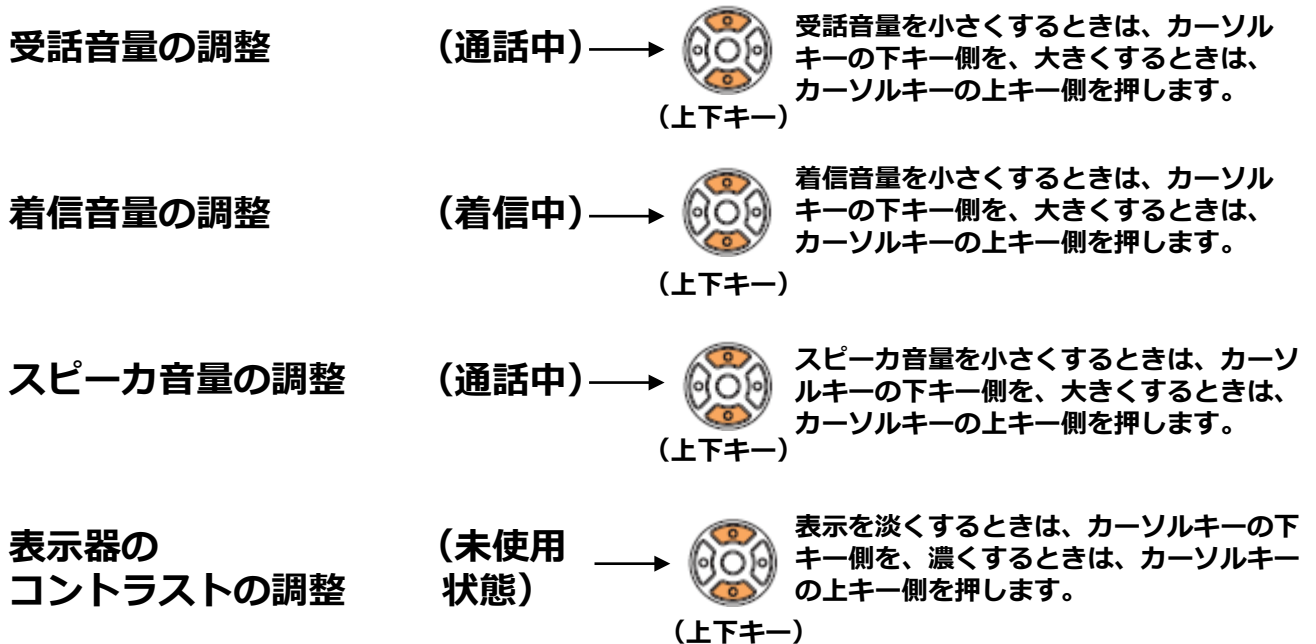 受話音量の調整
（通話中）
受話音量を小さくするときは、カーソル
キーの下キー側を、大きくするときは、
カーソルキーの上キー側を押します。
（上下キー）
着信音量の調整
（着信中）
着信音量を小さくするときは、カーソル
キーの下キー側を、大きくするときは、
カーソルキーの上キー側を押します。
（上下キー）
スピーカ音量の調整
（通話中）
スピーカ音量を小さくするときは、カーソ
ルキーの下キー側を、大きくするときは、
カーソルキーの上キー側を押します。
（上下キー）
表示器の
コントラストの調整
（未使用
状態）
表示を淡くするときは、カーソルキーの下
キー側を、濃くするときは、カーソルキー
の上キー側を押します。
（上下キー）